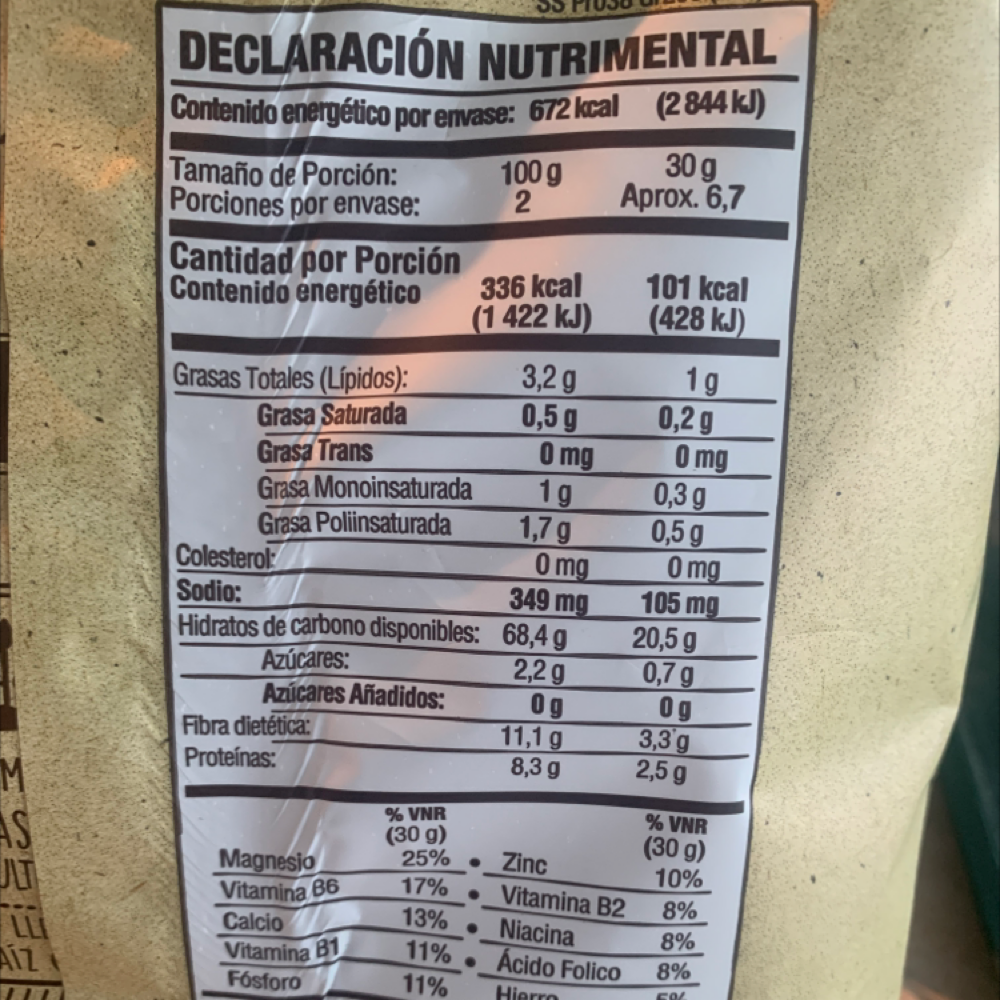 DECLARACIÓN NUTRIMENTAL
Contenido energético por envase: 672 kcal (2 844 kJ)
Tamaño de Porción: 100 g 30 g
Porciones por envase: 2 Aprox. 6,7
Cantidad por Porción
Contenido energético 336 kcal 101 kcal
(1 422 kJ) (428 kJ)
Grasas Totales (Lípidos): 3,2 g 1 g
Grasa Saturada 0,5 g 0,2 g
Grasa Trans 0 mg 0 mg
Grasa Monoinsaturada 1 g 0,3 g
Grasa Poliinsaturada 1,7 g 0,5 g
Colesterol: 0 mg 0 mg
Sodio: 349 mg 105 mg
Hidratos de carbono disponibles: 68,4 g 20,5 g
Azúcares: 2,2 g 0,7 g
Azúcares Añadidos: 0 g 0 g
Fibra dietética: 11,1 g 3,3 g
Proteínas: 8,3 g 2,5 g
% VNR % VNR
(30 g) (30 g)
Magnesio 25% • Zinc 10%
Vitamina B6 17% • Vitamina B2 8%
Calcio 13% • Niacina 8%
Vitamina B1 11% • Ácido Folico 8%
Fósforo 11% Hierro 5%
M
AS
ULT